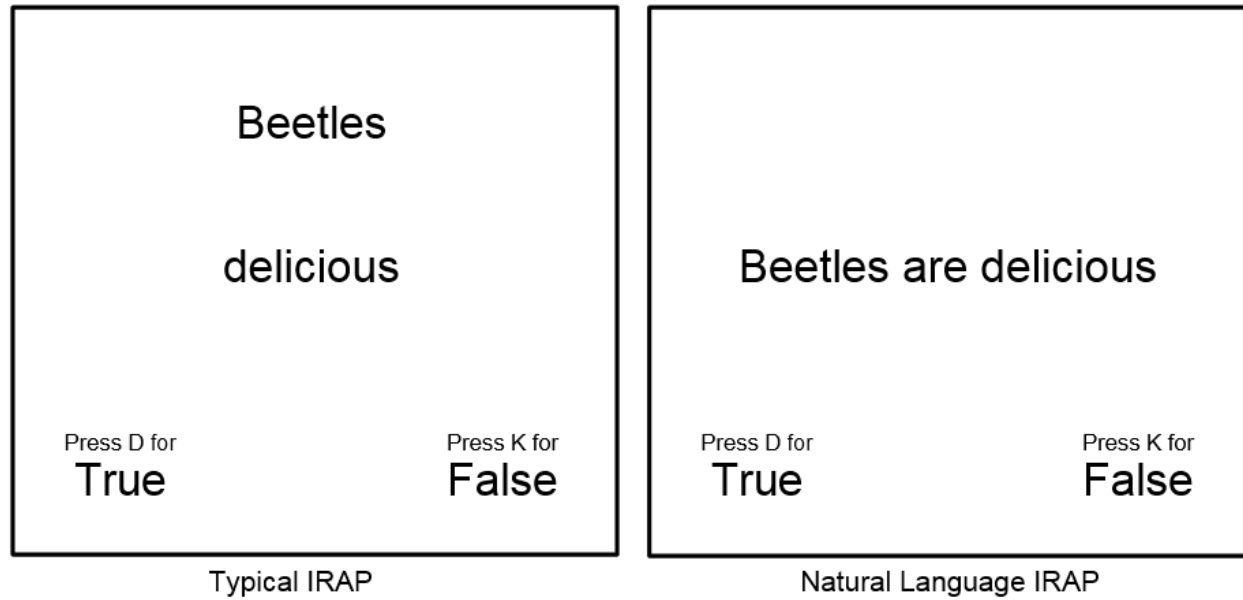 Beetles
delicious
Press D for
True
Press K for
False
Typical IRAP
Beetles are delicious
Press D for
True
Press K for
False
Natural Language IRAP